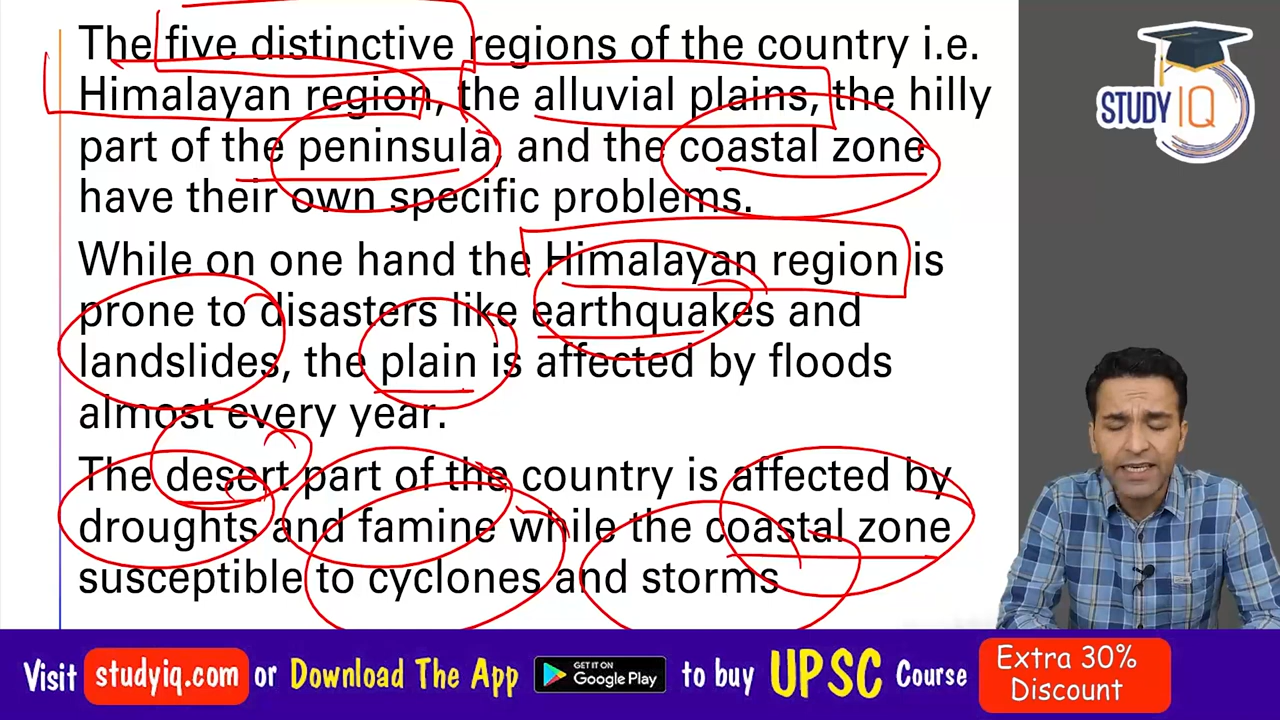 The five distinctive regions of the country i.e.
Himalayan region, the alluvial plains, the hilly
part of the peninsula, and the coastal zone
have their own specific problems.
While on one hand the Himalayan region is
prone to disasters like earthquakes and
landslides, the plain is affected by floods
almost every year.
The desert part of the country is affected by
droughts and famine while the coastal zone
susceptible to cyclones and storms
STUDY IQ
Visit studyiq.com or Download The App GET IT ON Google Play to buy UPSC Course
Extra 30%
Discount